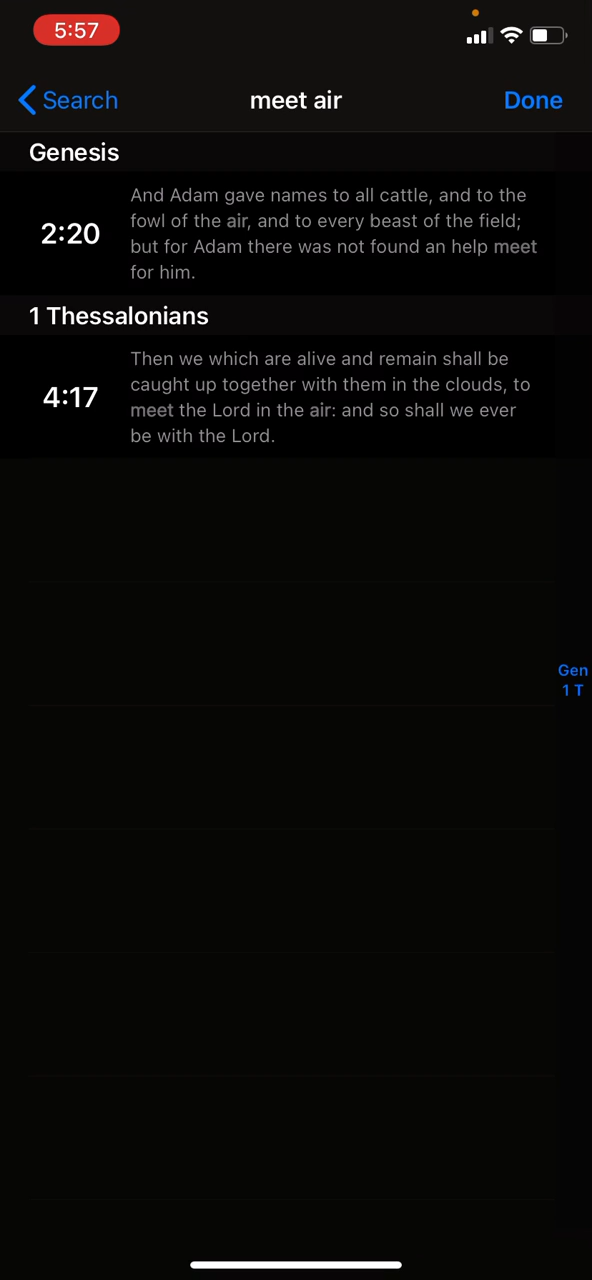 5:57
Search
meet air
Done
Genesis
2:20
And Adam gave names to all cattle, and to the
fowl of the air, and to every beast of the field;
but for Adam there was not found an help meet
for him.
1 Thessalonians
4:17
Then we which are alive and remain shall be
caught up together with them in the clouds, to
meet the Lord in the air: and so shall we ever
be with the Lord.
Gen
1 T